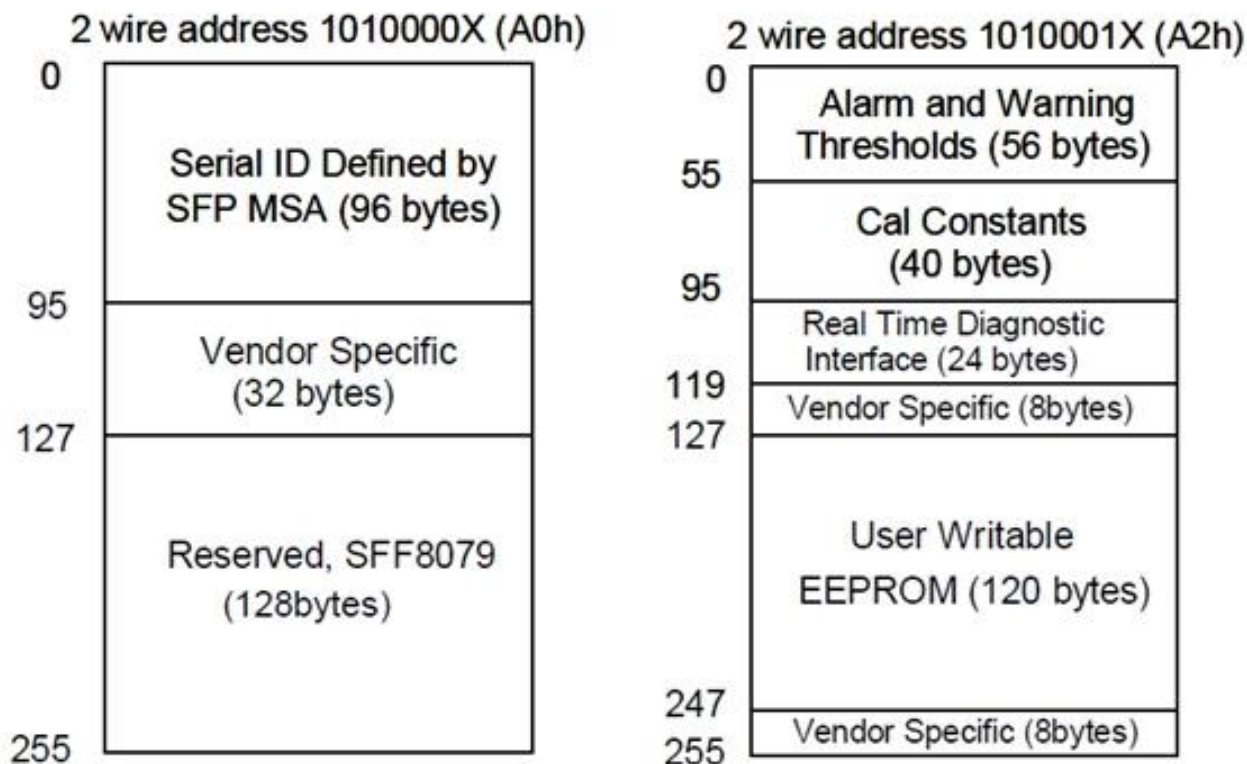 2 wire address 1010000X (A0h)
0
Serial ID Defined by
SFP MSA (96 bytes)
95
Vendor Specific
(32 bytes)
127
Reserved, SFF8079
(128bytes)
255
2 wire address 1010001X (A2h)
0
Alarm and Warning
Thresholds (56 bytes)
55
Cal Constants
(40 bytes)
95
Real Time Diagnostic
Interface (24 bytes)
119
Vendor Specific (8bytes)
127
User Writable
EEPROM (120 bytes)
247
Vendor Specific (8bytes)
255